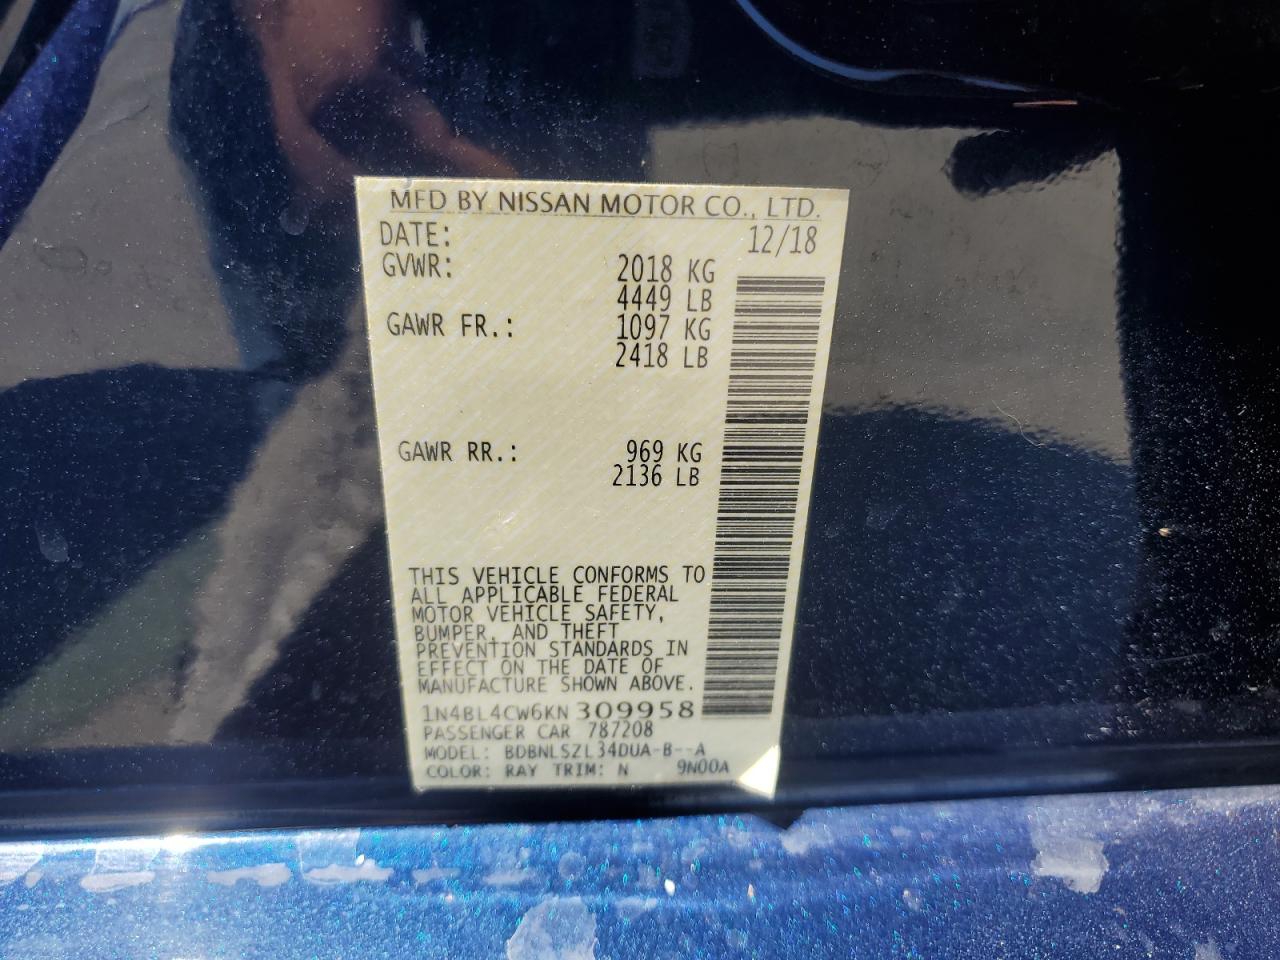 MFD BY NISSAN MOTOR CO., LTD.
DATE: 12/18
GVWR: 2018 KG
4449 LB
GAWR FR.: 1097 KG
2418 LB
GAWR RR.: 969 KG
2136 LB
THIS VEHICLE CONFORMS TO
ALL APPLICABLE FEDERAL
MOTOR VEHICLE SAFETY,
BUMPER, AND THEFT
PREVENTION STANDARDS IN
EFFECT ON THE DATE OF
MANUFACTURE SHOWN ABOVE.
1N4BL4CW6KN309958
PASSENGER CAR 787208
MODEL: BDBNLSZL34DUA-B--A
COLOR: RAY TRIM: N 9N00A